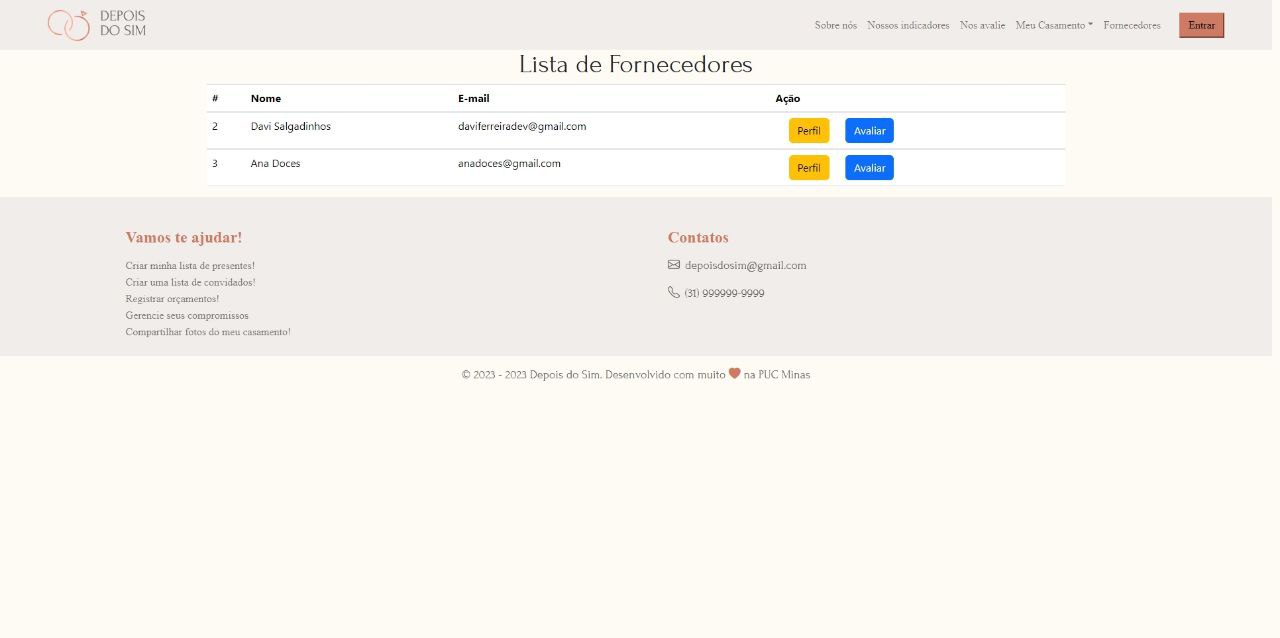 DEPOIS
DO SIM
Sobre nós Nossos indicadores Nos avalie Meu Casamento Fornecedores Entrar
Lista de Fornecedores
# Nome E-mail Ação
2 Davi Salgadinhos daviferreiradev@gmail.com Perfil Avaliar
3 Ana Doces anadoces@gmail.com Perfil Avaliar
Vamos te ajudar!
Criar minha lista de presentes!
Criar uma lista de convidados!
Registrar orçamentos!
Gerencie seus compromissos
Compartilhar fotos do meu casamento!
Contatos
depoisdosim@gmail.com
(31) 999999-9999
© 2023 - 2023 Depois do Sim. Desenvolvido com muito ❤ na PUC Minas